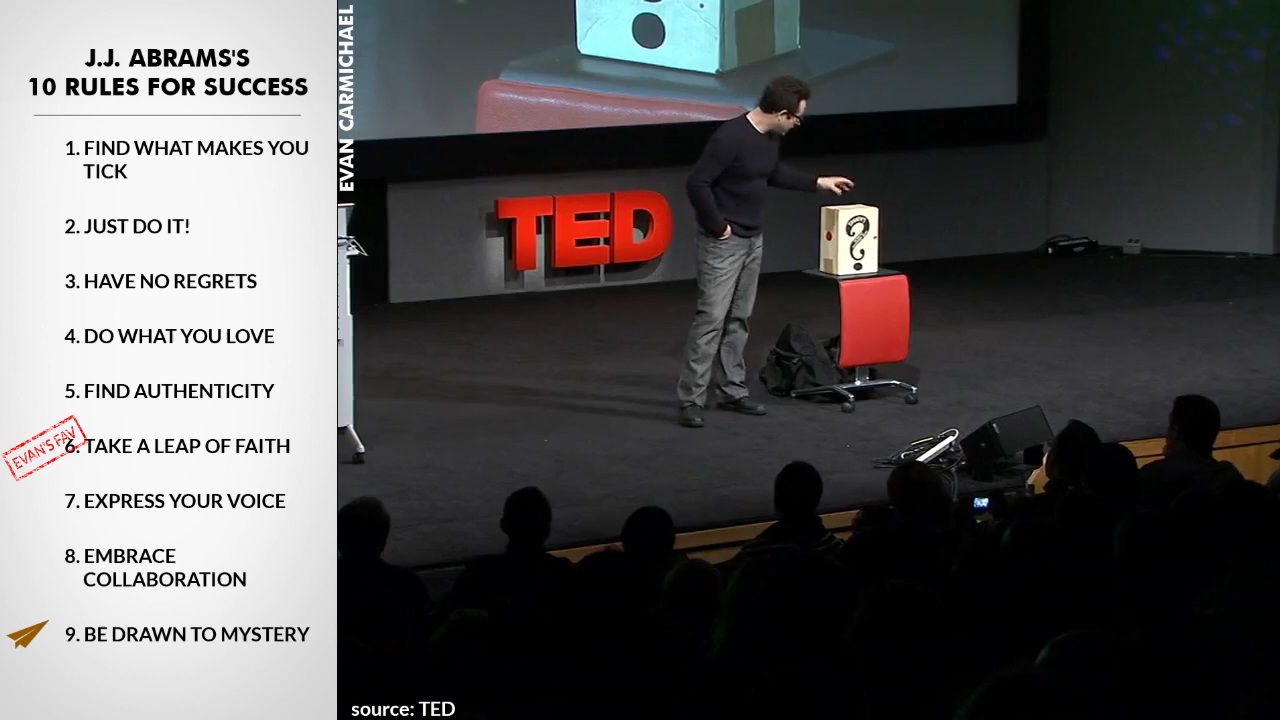 J.J. ABRAMS'S
10 RULES FOR SUCCESS
1. FIND WHAT MAKES YOU
TICK
2. JUST DO IT!
3. HAVE NO REGRETS
4. DO WHAT YOU LOVE
5. FIND AUTHENTICITY
EVAN'S FAV
6. TAKE A LEAP OF FAITH
7. EXPRESS YOUR VOICE
8. EMBRACE
COLLABORATION
9. BE DRAWN TO MYSTERY
EVAN CARMICHAEL
TED
?
source: TED